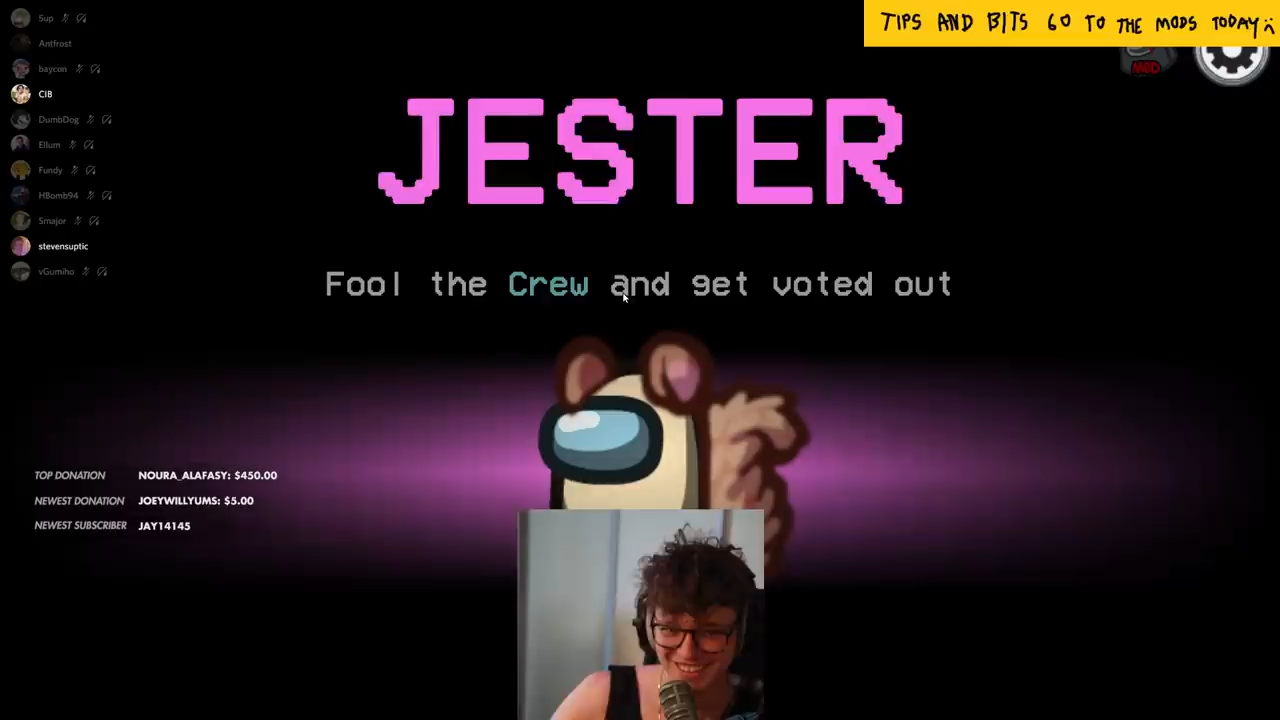 TIPS AND BITS GO TO THE MODS TODAY :(
MOD
Sup
Antfrost
baycon
CIB
DumbDog
Ellum
Fundy
HBomb94
Smajor
stevensuptic
vGumiho
JESTER
Fool the Crew and get voted out
TOP DONATION NOURA_ALAFASY: $450.00
NEWEST DONATION JOEYWILLYUMS: $5.00
NEWEST SUBSCRIBER JAY14145